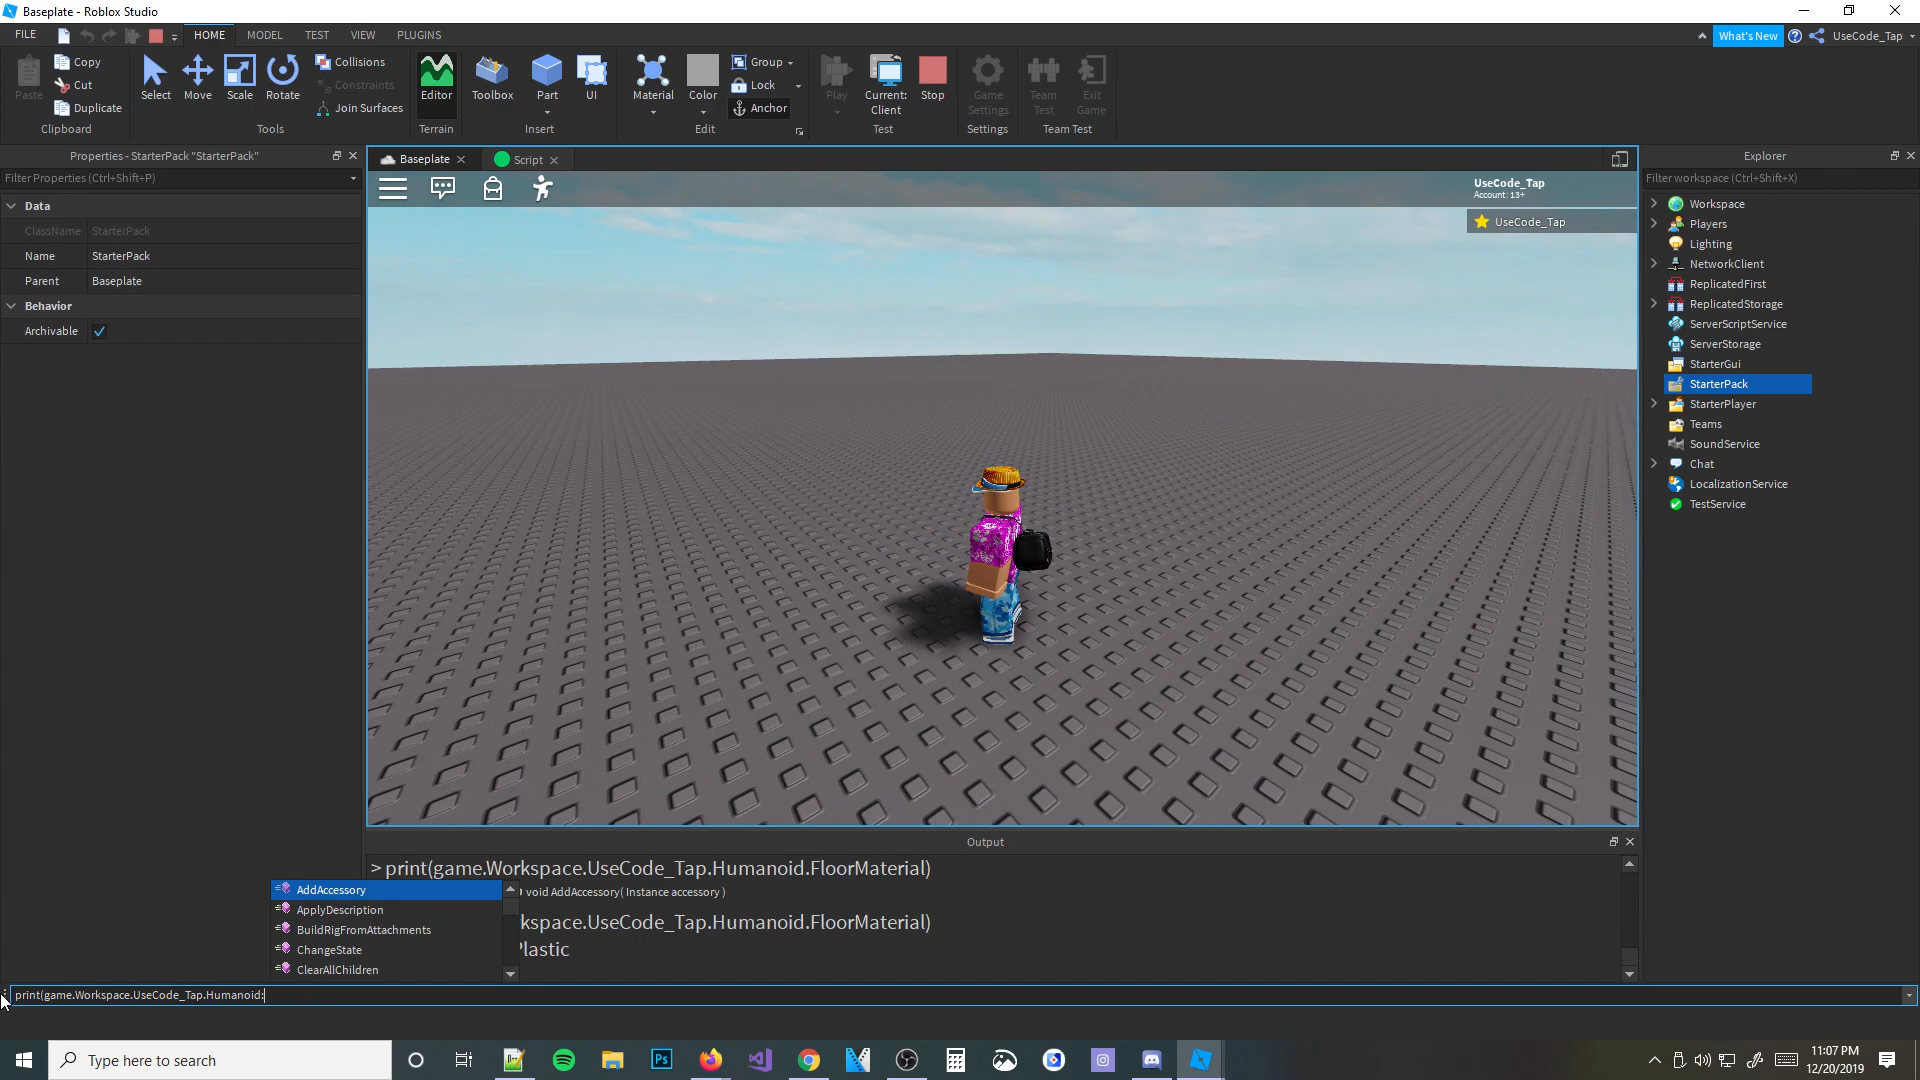 Baseplate - Roblox Studio
FILE
HOME
MODEL
TEST
VIEW
PLUGINS
What's New
UseCode_Tap
Paste
Copy
Cut
Duplicate
Clipboard
Select
Move
Scale
Rotate
Collisions
Constraints
Join Surfaces
Tools
Editor
Terrain
Toolbox
Part
UI
Insert
Material
Color
Group
Lock
Anchor
Edit
Play
Current:
Client
Stop
Test
Game
Settings
Settings
Team
Test
Exit
Game
Team Test
Properties - StarterPack "StarterPack"
Filter Properties (Ctrl+Shift+P)
Data
ClassName
StarterPack
Name
StarterPack
Parent
Baseplate
Behavior
Archivable
Baseplate
Script
UseCode_Tap
Account: 13+
UseCode_Tap
Explorer
Filter workspace (Ctrl+Shift+X)
Workspace
Players
Lighting
NetworkClient
ReplicatedFirst
ReplicatedStorage
ServerScriptService
ServerStorage
StarterGui
StarterPack
StarterPlayer
Teams
SoundService
Chat
LocalizationService
TestService
Output
> print(game.Workspace.UseCode_Tap.Humanoid.FloorMaterial)
void AddAccessory( Instance accessory )
kspace.UseCode_Tap.Humanoid.FloorMaterial)
Plastic
AddAccessory
ApplyDescription
BuildRigFromAttachments
ChangeState
ClearAllChildren
print(game.Workspace.UseCode_Tap.Humanoid:
Type here to search
Ps
11:07 PM
12/20/2019